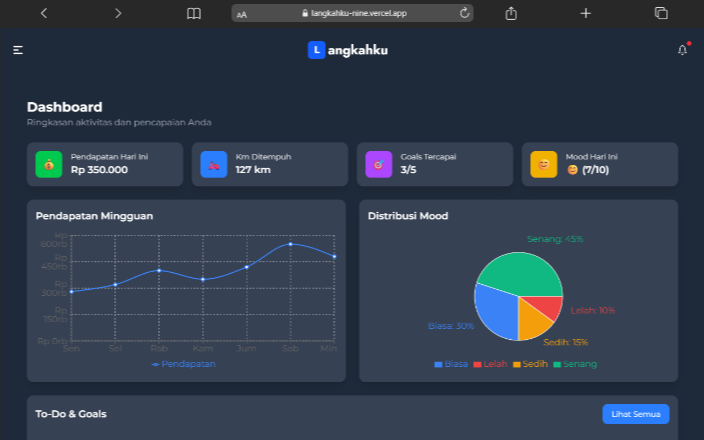 AA langkahku-nine.vercel.app
L angkahku
Dashboard
Ringkasan aktivitas dan pencapaian Anda
Pendapatan Hari Ini
Rp 350.000
Km Ditempuh
127 km
Goals Tercapai
3/5
Mood Hari Ini
😊 (7/10)
Pendapatan Mingguan
Rp
600rb
Rp
450rb
Rp
300rb
Rp
150rb
Rp 0rb
Sen Sel Rab Kam Jum Sab Min
Pendapatan
Distribusi Mood
Senang: 45%
Lelah: 10%
Biasa: 30%
Sedih: 15%
Biasa Lelah Sedih Senang
To-Do & Goals
Lihat Semua